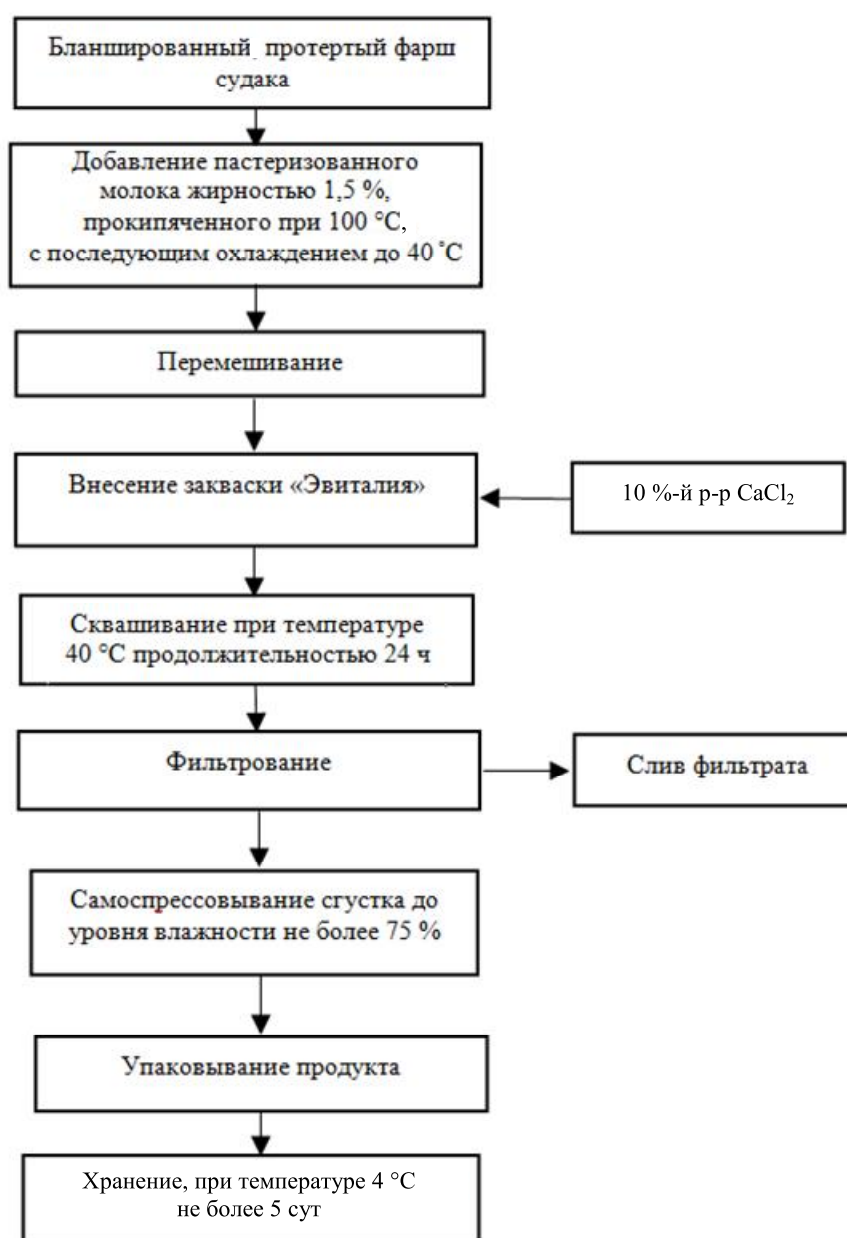 Бланшированный протертый фарш
судака
Добавление пастеризованного
молока жирностью 1,5 %,
прокипяченного при 100 °С,
с последующим охлаждением до 40 ˚С
Перемешивание
Внесение закваски «Эвиталия»
10 %-й р-р CaCl₂
Сквашивание при температуре
40 °С продолжительностью 24 ч
Фильтрование
Слив фильтрата
Самоспрессовывание сгустка до
уровня влажности не более 75 %
Упаковывание продукта
Хранение, при температуре 4 °С
не более 5 сут